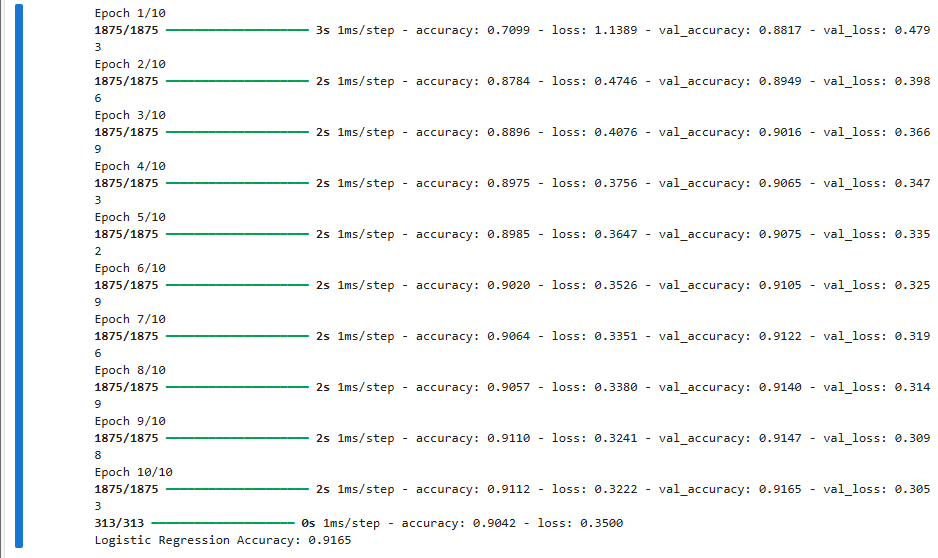 Epoch 1/10
1875/1875 ━━━━━━━━━━━━━━━━━━━━ 3s 1ms/step - accuracy: 0.7099 - loss: 1.1389 - val_accuracy: 0.8817 - val_loss: 0.479
3
Epoch 2/10
1875/1875 ━━━━━━━━━━━━━━━━━━━━ 2s 1ms/step - accuracy: 0.8784 - loss: 0.4746 - val_accuracy: 0.8949 - val_loss: 0.398
6
Epoch 3/10
1875/1875 ━━━━━━━━━━━━━━━━━━━━ 2s 1ms/step - accuracy: 0.8896 - loss: 0.4076 - val_accuracy: 0.9016 - val_loss: 0.366
9
Epoch 4/10
1875/1875 ━━━━━━━━━━━━━━━━━━━━ 2s 1ms/step - accuracy: 0.8975 - loss: 0.3756 - val_accuracy: 0.9065 - val_loss: 0.347
3
Epoch 5/10
1875/1875 ━━━━━━━━━━━━━━━━━━━━ 2s 1ms/step - accuracy: 0.8985 - loss: 0.3647 - val_accuracy: 0.9075 - val_loss: 0.335
2
Epoch 6/10
1875/1875 ━━━━━━━━━━━━━━━━━━━━ 2s 1ms/step - accuracy: 0.9020 - loss: 0.3526 - val_accuracy: 0.9105 - val_loss: 0.325
9
Epoch 7/10
1875/1875 ━━━━━━━━━━━━━━━━━━━━ 2s 1ms/step - accuracy: 0.9064 - loss: 0.3351 - val_accuracy: 0.9122 - val_loss: 0.319
6
Epoch 8/10
1875/1875 ━━━━━━━━━━━━━━━━━━━━ 2s 1ms/step - accuracy: 0.9057 - loss: 0.3380 - val_accuracy: 0.9140 - val_loss: 0.314
9
Epoch 9/10
1875/1875 ━━━━━━━━━━━━━━━━━━━━ 2s 1ms/step - accuracy: 0.9110 - loss: 0.3241 - val_accuracy: 0.9147 - val_loss: 0.309
8
Epoch 10/10
1875/1875 ━━━━━━━━━━━━━━━━━━━━ 2s 1ms/step - accuracy: 0.9112 - loss: 0.3222 - val_accuracy: 0.9165 - val_loss: 0.305
3
313/313 ━━━━━━━━━━━━━━━━━━━━ 0s 1ms/step - accuracy: 0.9042 - loss: 0.3500
Logistic Regression Accuracy: 0.9165